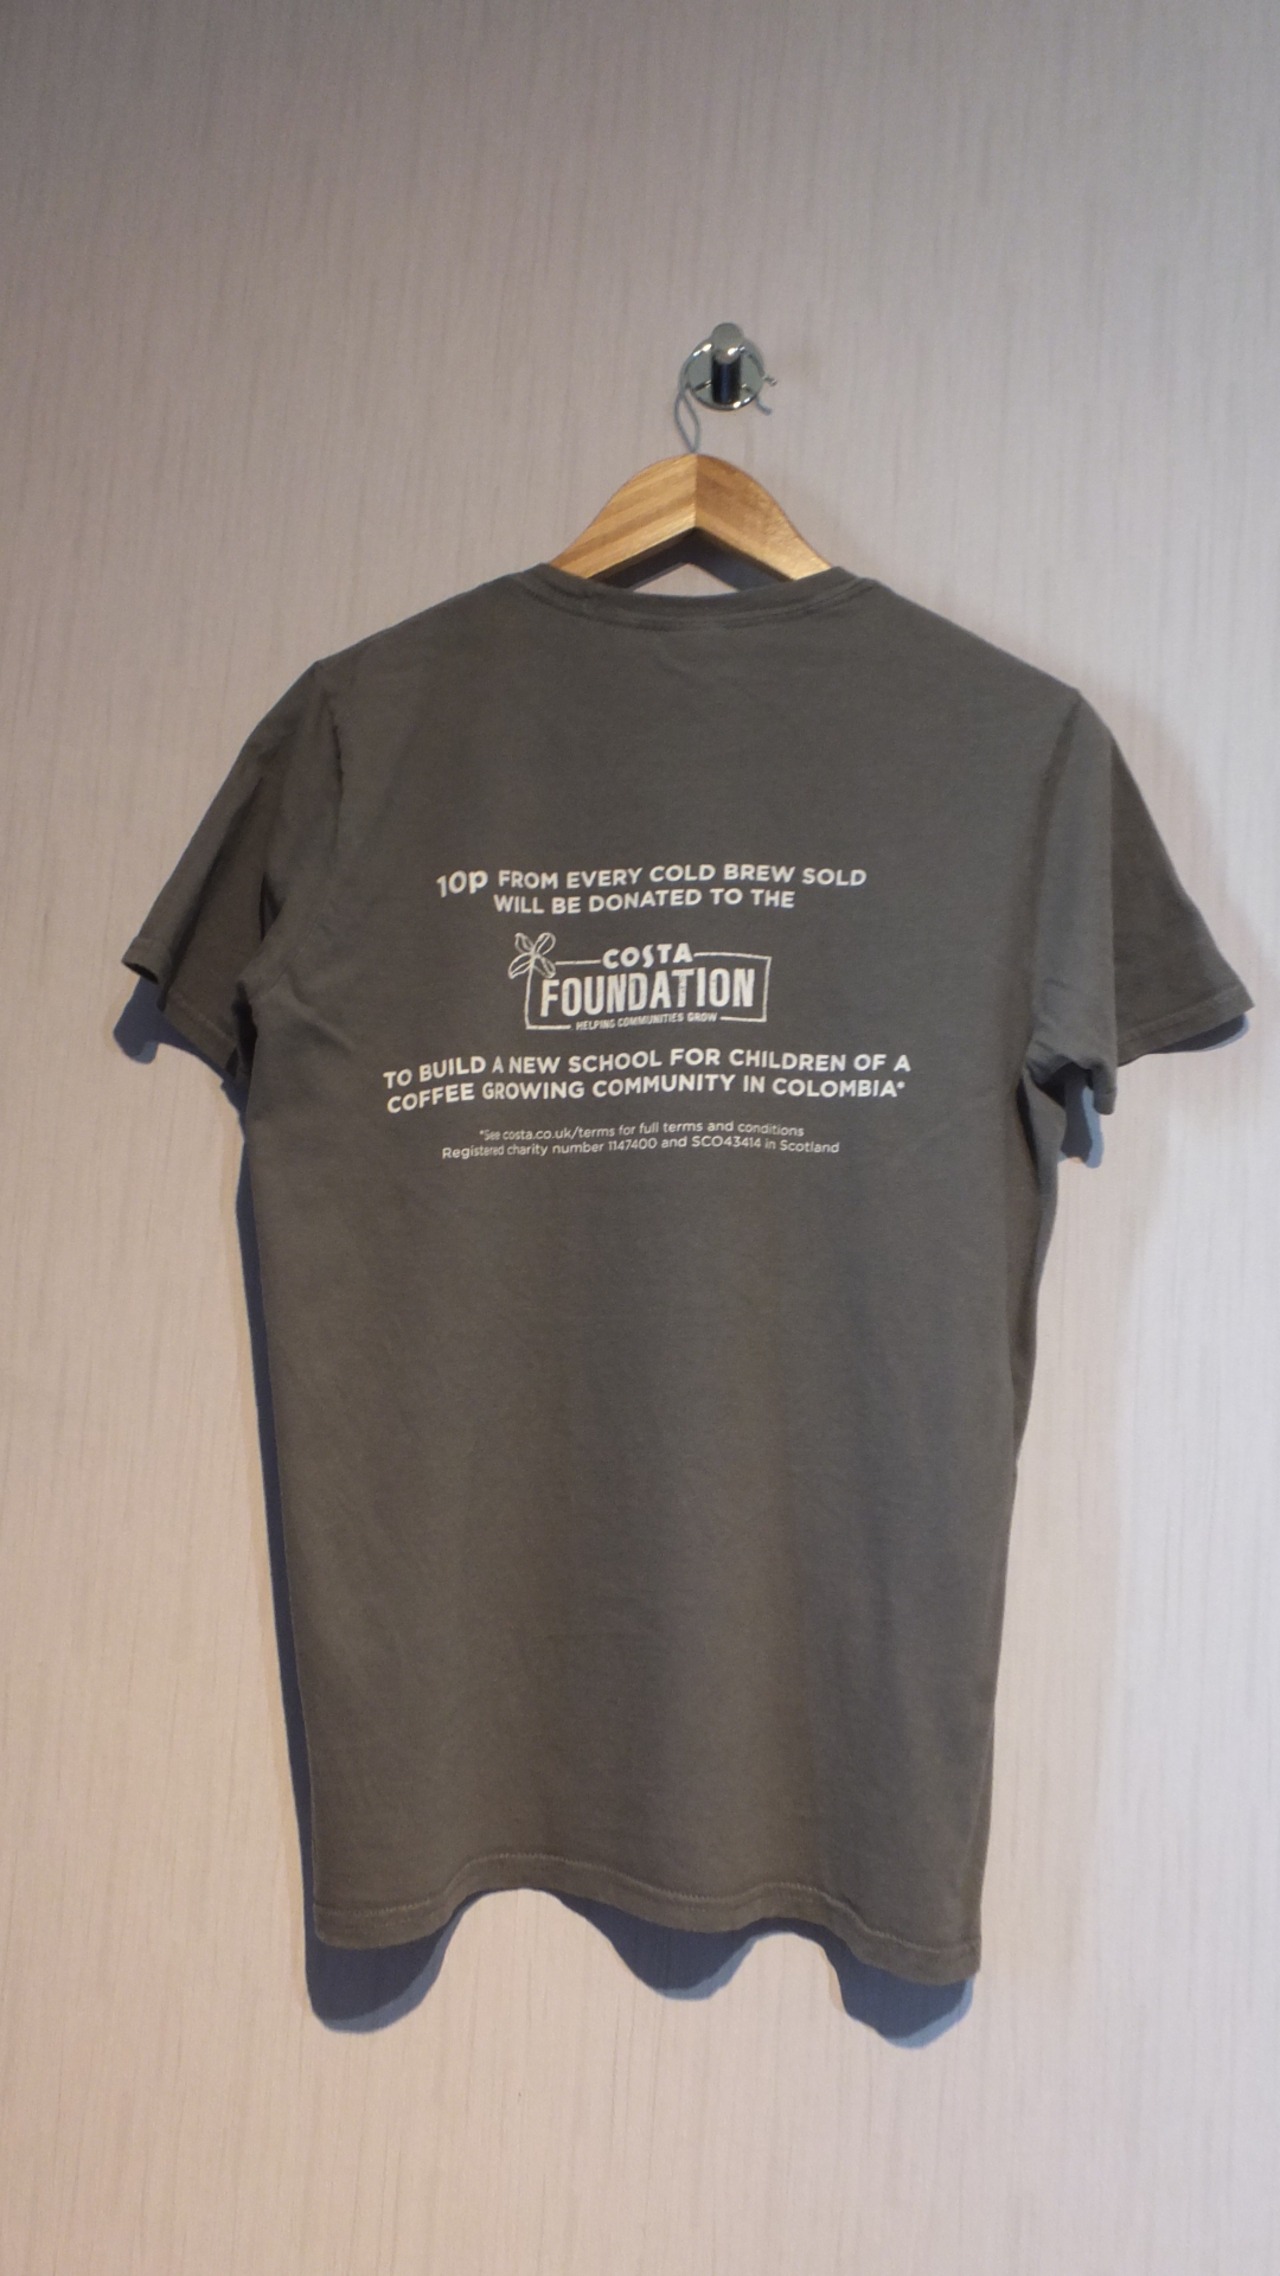 10p FROM EVERY COLD BREW SOLD
WILL BE DONATED TO THE
COSTA
FOUNDATION
HELPING COMMUNITIES GROW
TO BUILD A NEW SCHOOL FOR CHILDREN OF A
COFFEE GROWING COMMUNITY IN COLOMBIA*
*See costa.co.uk/terms for full terms and conditions
Registered charity number 1147400 and SCO43414 in Scotland